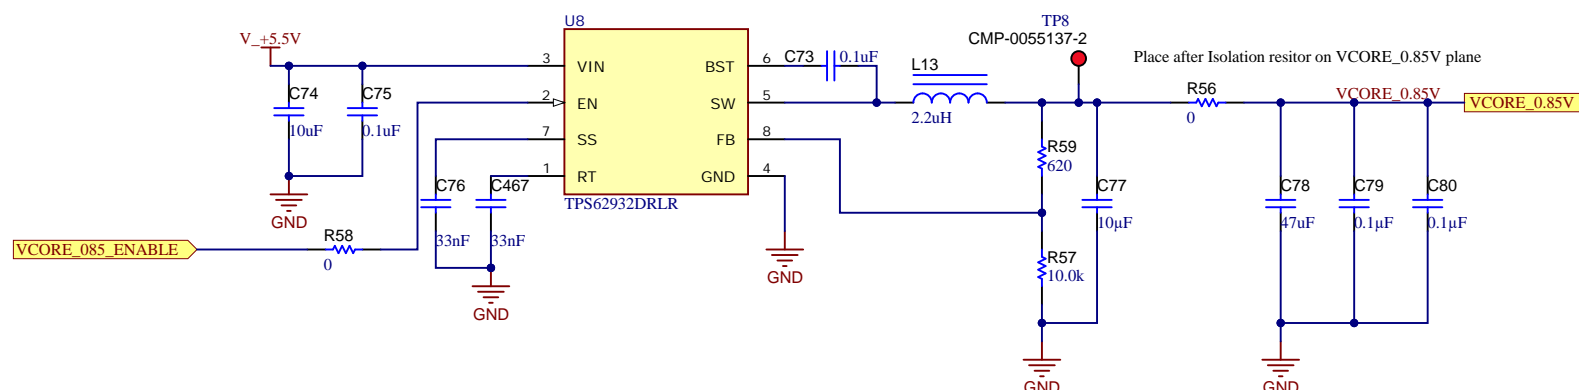 U8
TP8
CMP-0055137-2
V_+5.5V
C73
0.1uF
Place after Isolation resitor on VCORE_0.85V plane
3
VIN
BST
6
L13
C74
C75
R56
VCORE_0.85V
VCORE_0.85V
2
EN
SW
5
2.2uH
0
10uF
0.1uF
7
SS
FB
8
R59
620
1
RT
GND
4
C76
C467
C77
C78
C79
C80
TPS62932DRLR
GND
10µF
47uF
0.1µF
0.1µF
R58
33nF
33nF
VCORE_085_ENABLE
0
R57
10.0k
GND
GND
GND
GND